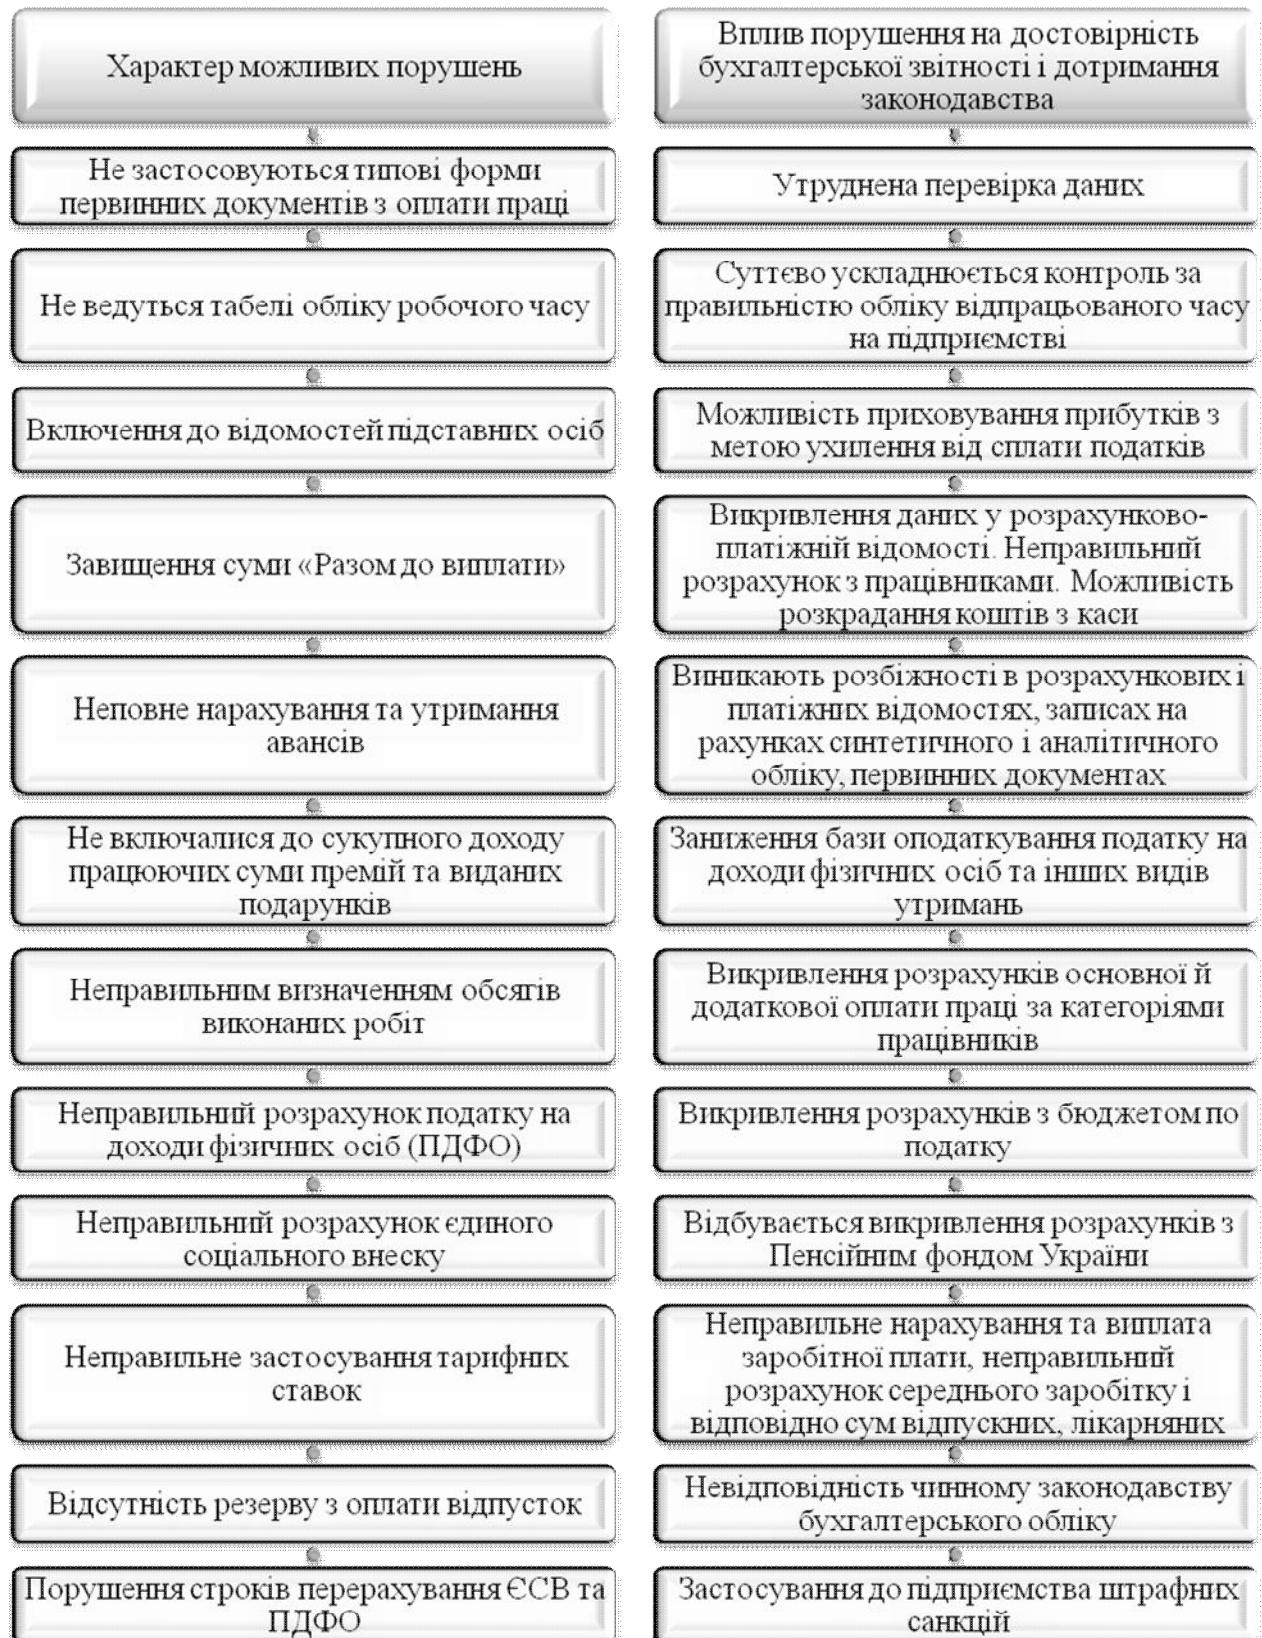 Характер можливих порушень
Вплив порушення на достовірність
бухгалтерської звітності і дотримання
законодавства
Не застосовуються типові форми
первинних документів з оплати праці
Утруднена перевірка даних
Не ведуться табелі обліку робочого часу
Суттєво ускладнюється контроль за
правильністю обліку відпрацьованого часу
на підприємстві
Включення до відомостей підставних осіб
Можливість приховування прибутків з
метою ухилення від сплати податків
Завищення суми «Разом до виплати»
Викривлення даних у розрахунково-
платіжній відомості. Неправильний
розрахунок з працівниками. Можливість
розкрадання коштів з каси
Неповне нарахування та утримання
авансів
Виникають розбіжності в розрахункових і
платіжних відомостях, записах на
рахунках синтетичного і аналітичного
обліку, первинних документах
Не включалися до сукупного доходу
працюючих суми премій та виданих
подарунків
Заниження бази оподаткування податку на
доходи фізичних осіб та інших видів
утримань
Неправильним визначенням обсягів
виконаних робіт
Викривлення розрахунків основної й
додаткової оплати праці за категоріями
працівників
Неправильний розрахунок податку на
доходи фізичних осіб (ПДФО)
Викривлення розрахунків з бюджетом по
податку
Неправильний розрахунок єдиного
соціального внеску
Відбувається викривлення розрахунків з
Пенсійним фондом України
Неправильне застосування тарифних
ставок
Неправильне нарахування та виплата
заробітної плати, неправильний
розрахунок середнього заробітку і
відповідно сум відпускних, лікарняних
Відсутність резерву з оплати відпусток
Невідповідність чинному законодавству
бухгалтерського обліку
Порушення строків перерахування ЄСВ та
ПДФО
Застосування до підприємства штрафних
санкцій